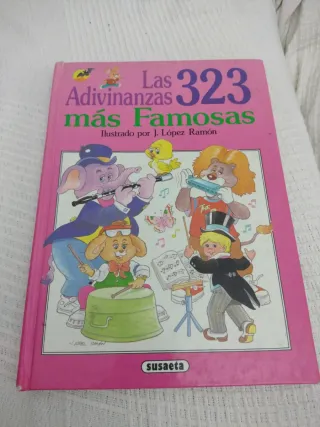 Las
Adivinanzas 323
más Famosas
Ilustrado por J. López Ramón
susaeta